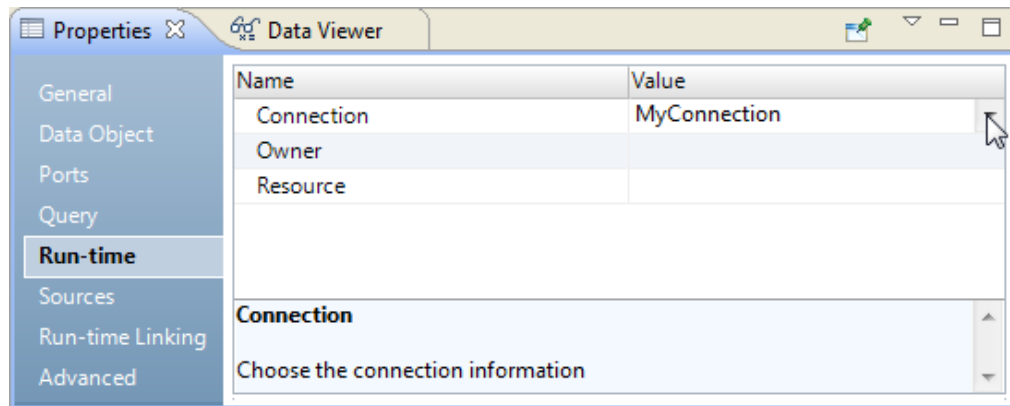 Properties Data Viewer
General
Data Object
Ports
Query
Run-time
Sources
Run-time Linking
Advanced
Name Value
Connection MyConnection
Owner
Resource
Connection
Choose the connection information